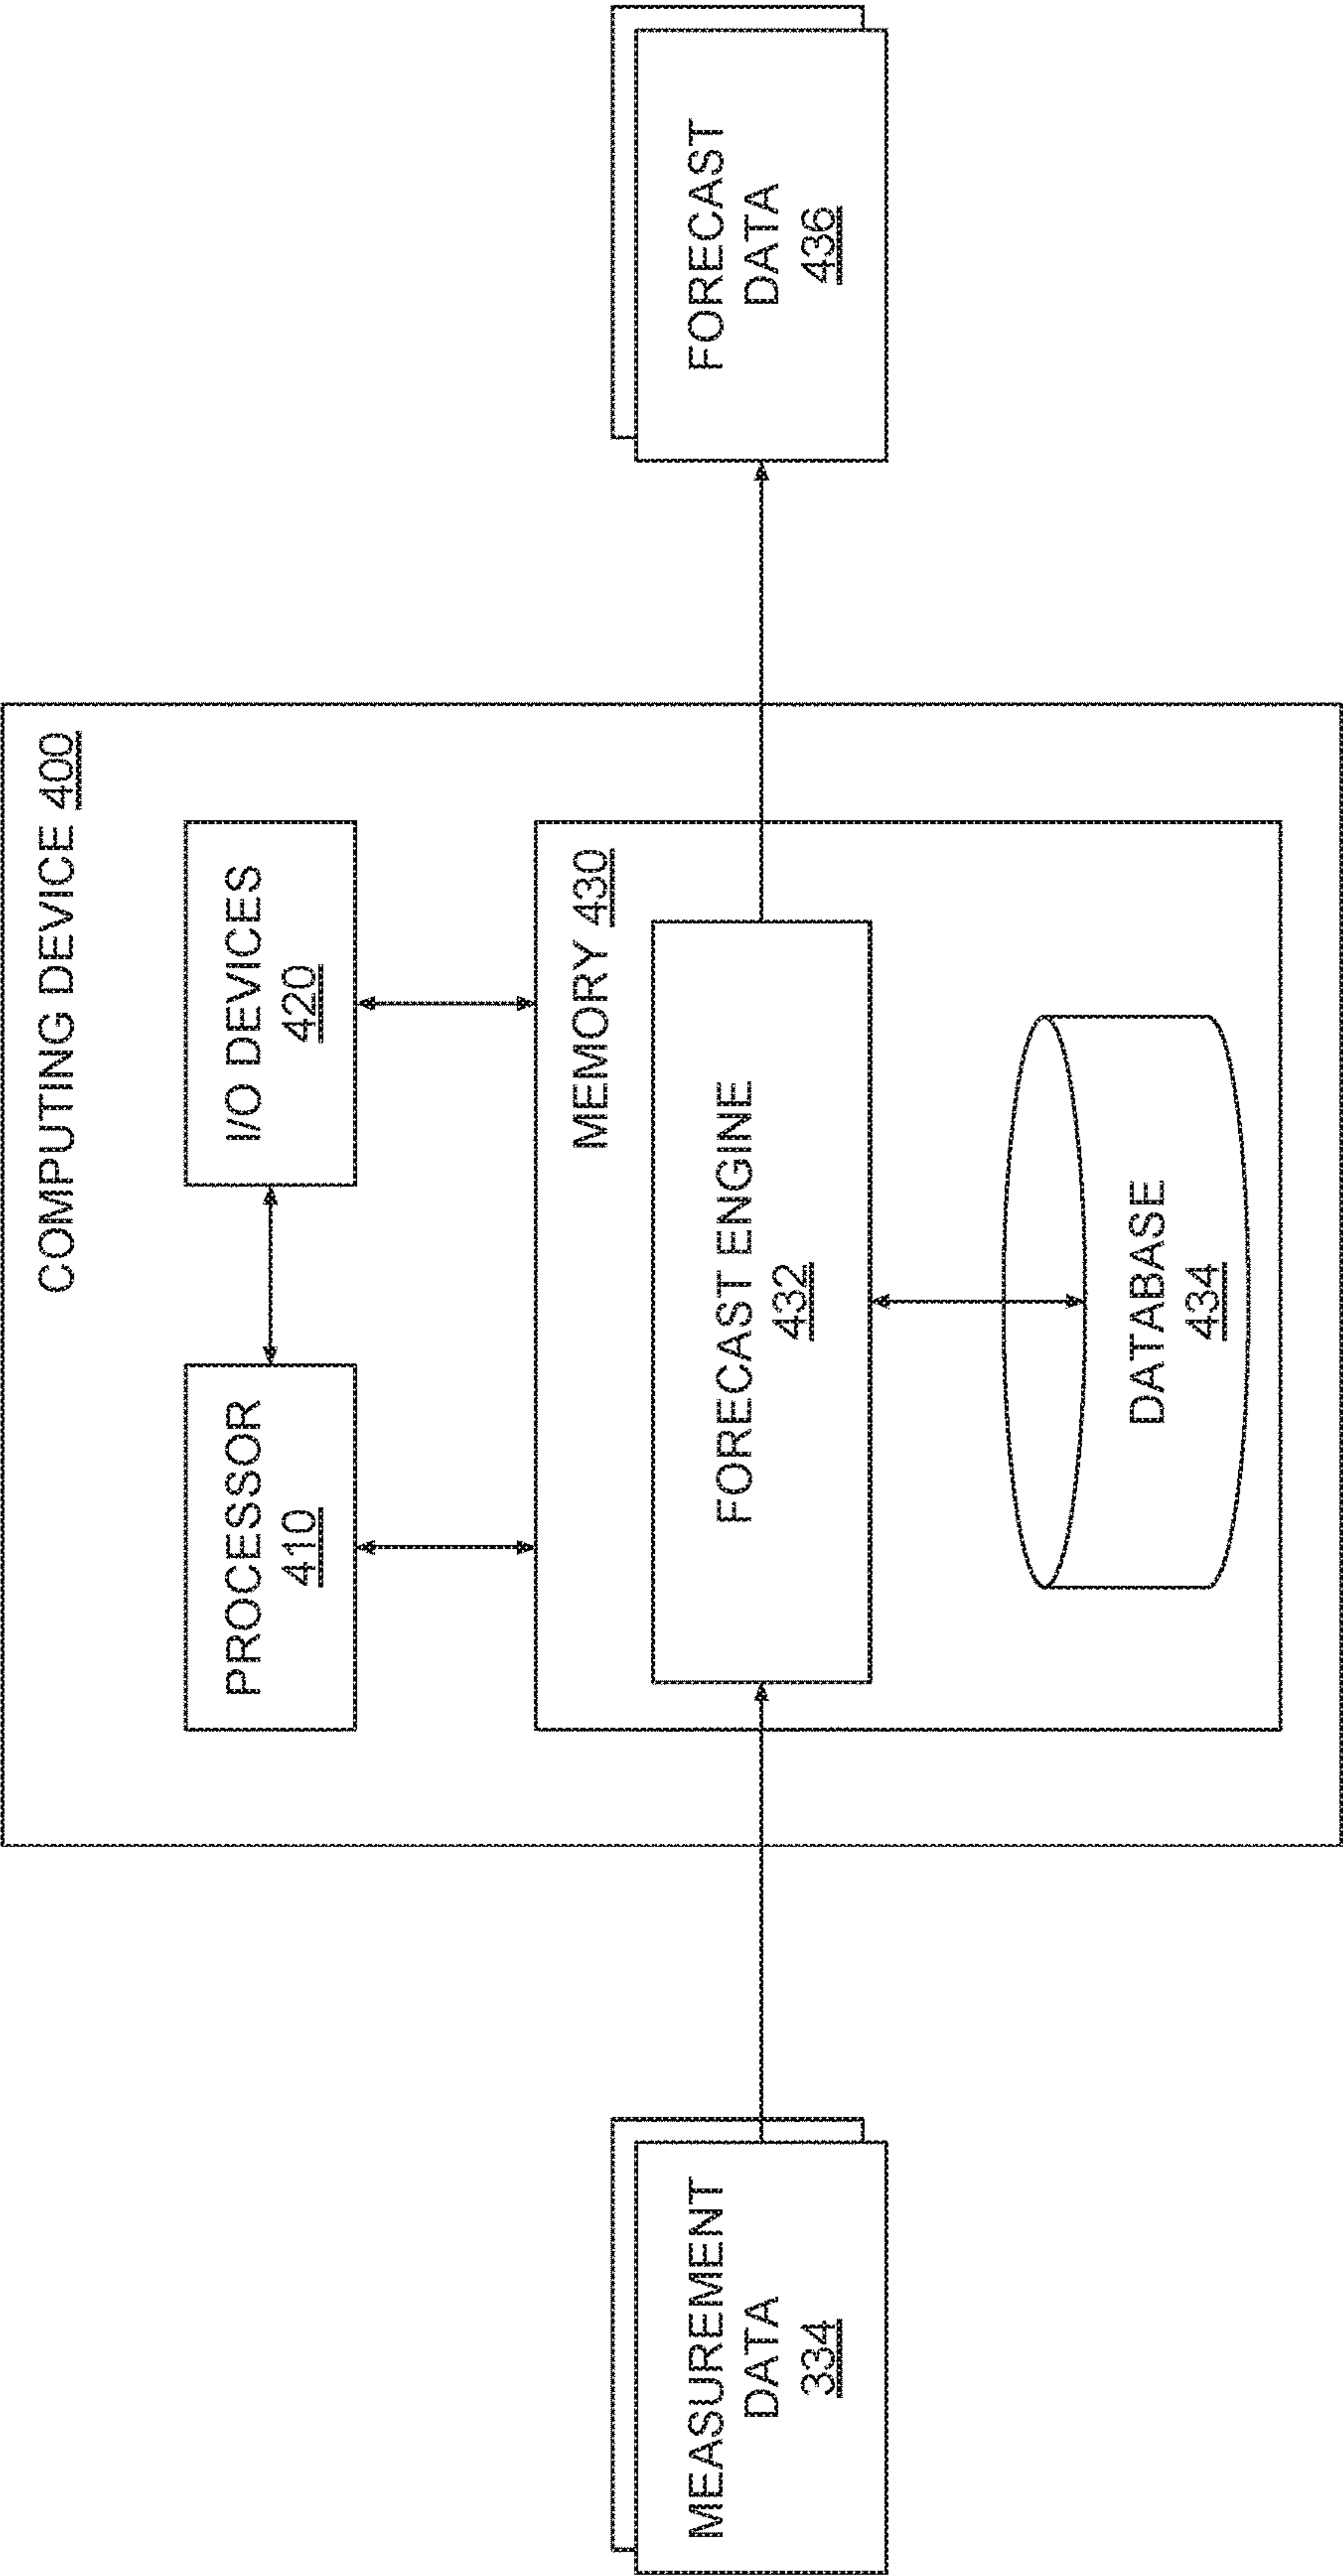 COMPUTING DEVICE 400
PROCESSOR
410
I/O DEVICES
420
MEMORY 430
MEASUREMENT
DATA
334
FORECAST ENGINE
432
FORECAST
DATA
436
DATABASE
434